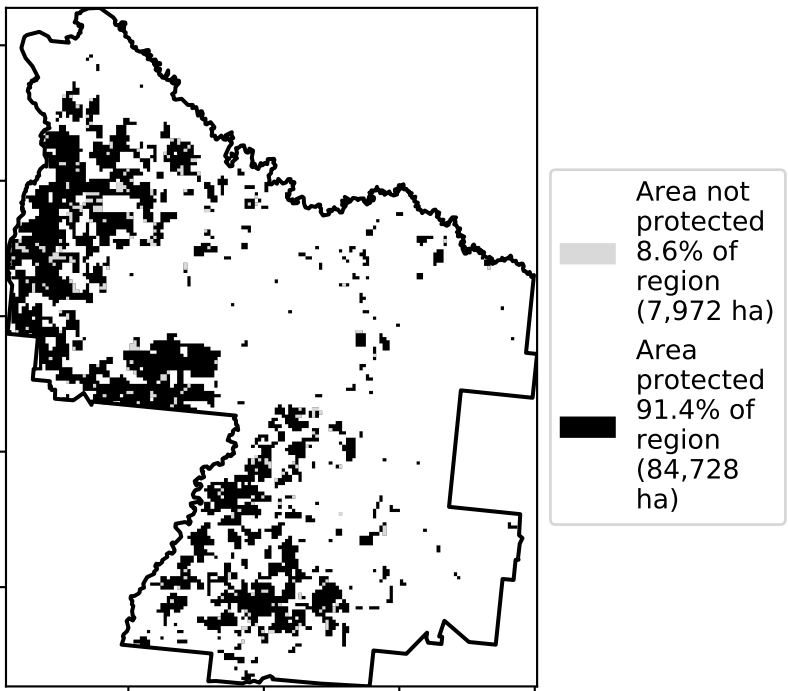 Area not
protected
8.6% of
region
(7,972 ha)
Area
protected
91.4% of
region
(84,728
ha)